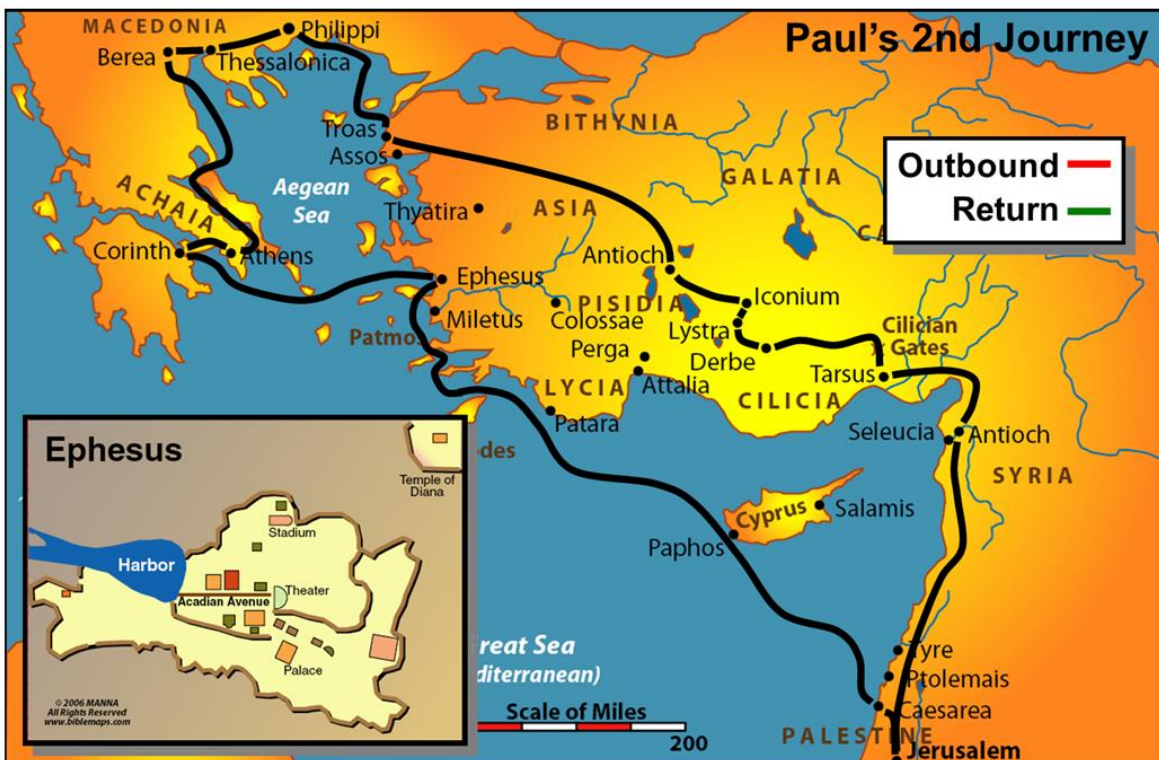 Paul's 2nd Journey
MACEDONIA
Philippi
Berea
Thessalonica
Troas
Assos
BITHYNIA
Outbound
Return
GALATIA
Aegean
Sea
ACHAIA
Thyatira
ASIA
Corinth
Athens
Antioch
Ephesus
Iconium
PISIDIA
Miletus
Colossae
Lystra
Cilician
Gates
Patmos
Perga
Derbe
Tarsus
LYCIA
Attalia
CILICIA
Patara
Seleucia
Antioch
SYRIA
Cyprus
Salamis
Paphos
Tyre
Ptolemais
Caesarea
PALESTINE
Jerusalem
Scale of Miles
200
Ephesus
Temple of
Diana
Stadium
Harbor
Theater
Acadian Avenue
Palace
© 2006 MANNA
All Rights Reserved
www.biblemaps.com
reat Sea
diterranean)
odes